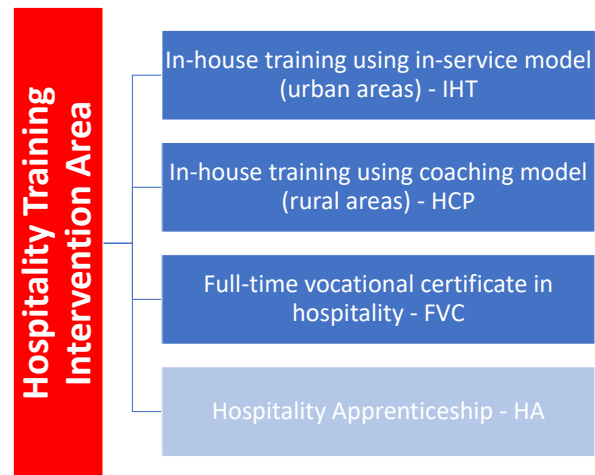 Hospitality Training
Intervention Area
In-house training using in-service model
(urban areas) - IHT
In-house training using coaching model
(rural areas) - HCP
Full-time vocational certificate in
hospitality - FVC
Hospitality Apprenticeship - HA